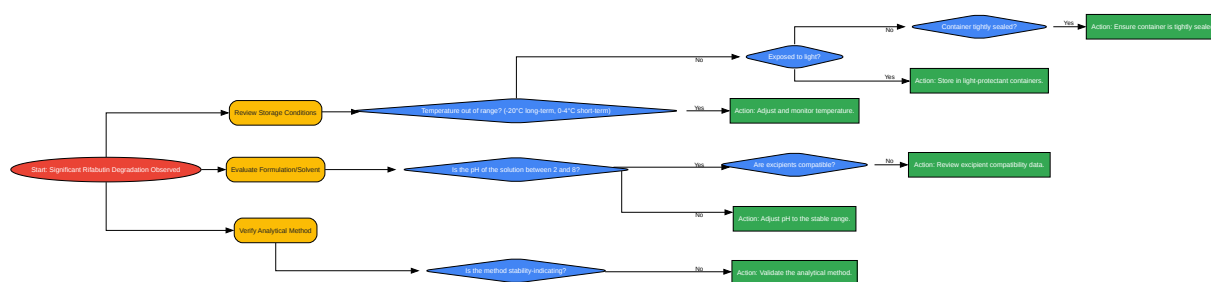 Container tightly sealed?
Yes
Action: Ensure container is tightly seale
No
Exposed to light?
No
Yes
Action: Store in light-protectant containers.
Review Storage Conditions
Temperature out of range? (-20°C long-term, 0-4°C short-term)
Yes
Action: Adjust and monitor temperature.
Start: Significant Rifabutin Degradation Observed
Evaluate Formulation/Solvent
Is the pH of the solution between 2 and 8?
Yes
Are excipients compatible?
No
Action: Review excipient compatibility data.
No
Action: Adjust pH to the stable range.
Verify Analytical Method
Is the method stability-indicating?
No
Action: Validate the analytical method.